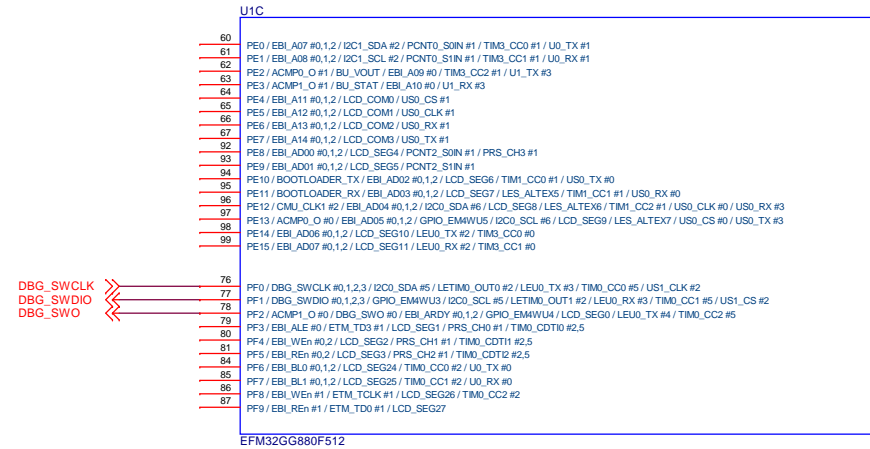 U1C
60 PE0 / EBI_A07 #0,1,2 / I2C1_SDA #2 / PCNT0_S0IN #1 / TIM3_CC0 #1 / U0_TX #1
61 PE1 / EBI_A08 #0,1,2 / I2C1_SCL #2 / PCNT0_S1IN #1 / TIM3_CC1 #1 / U0_RX #1
62 PE2 / ACMP0_O #1 / BU_VOUT / EBI_A09 #0 / TIM3_CC2 #1 / U1_TX #3
63 PE3 / ACMP1_O #1 / BU_STAT / EBI_A10 #0 / U1_RX #3
64 PE4 / EBI_A11 #0,1,2 / LCD_COM0 / US0_CS #1
65 PE5 / EBI_A12 #0,1,2 / LCD_COM1 / US0_CLK #1
66 PE6 / EBI_A13 #0,1,2 / LCD_COM2 / US0_RX #1
67 PE7 / EBI_A14 #0,1,2 / LCD_COM3 / US0_TX #1
92 PE8 / EBI_AD00 #0,1,2 / LCD_SEG4 / PCNT2_S0IN #1 / PRS_CH3 #1
93 PE9 / EBI_AD01 #0,1,2 / LCD_SEG5 / PCNT2_S1IN #1
94 PE10 / BOOTLOADER_TX / EBI_AD02 #0,1,2 / LCD_SEG6 / TIM1_CC0 #1 / US0_TX #0
95 PE11 / BOOTLOADER_RX / EBI_AD03 #0,1,2 / LCD_SEG7 / LES_ALTEX5 / TIM1_CC1 #1 / US0_RX #0
96 PE12 / CMU_CLK1 #2 / EBI_AD04 #0,1,2 / I2C0_SDA #6 / LCD_SEG8 / LES_ALTEX6 / TIM1_CC2 #1 / US0_CLK #0 / US0_RX #3
97 PE13 / ACMP0_O #0 / EBI_AD05 #0,1,2 / GPIO_EM4WU5 / I2C0_SCL #6 / LCD_SEG9 / LES_ALTEX7 / US0_CS #0 / US0_TX #3
98 PE14 / EBI_AD06 #0,1,2 / LCD_SEG10 / LEU0_TX #2 / TIM3_CC0 #0
99 PE15 / EBI_AD07 #0,1,2 / LCD_SEG11 / LEU0_RX #2 / TIM3_CC1 #0
DBG_SWCLK 76 PF0 / DBG_SWCLK #0,1,2,3 / I2C0_SDA #5 / LETIM0_OUT0 #2 / LEU0_TX #3 / TIM0_CC0 #5 / US1_CLK #2
DBG_SWDIO 77 PF1 / DBG_SWDIO #0,1,2,3 / GPIO_EM4WU3 / I2C0_SCL #5 / LETIM0_OUT1 #2 / LEU0_RX #3 / TIM0_CC1 #5 / US1_CS #2
DBG_SWO 78 PF2 / ACMP1_O #0 / DBG_SWO #0 / EBI_ARDY #0,1,2 / GPIO_EM4WU4 / LCD_SEG0 / LEU0_TX #4 / TIM0_CC2 #5
79 PF3 / EBI_ALE #0 / ETM_TD3 #1 / LCD_SEG1 / PRS_CH0 #1 / TIM0_CDTI0 #2,5
80 PF4 / EBI_WEn #0,2 / LCD_SEG2 / PRS_CH1 #1 / TIM0_CDTI1 #2,5
81 PF5 / EBI_REn #0,2 / LCD_SEG3 / PRS_CH2 #1 / TIM0_CDTI2 #2,5
84 PF6 / EBI_BL0 #0,1,2 / LCD_SEG24 / TIM0_CC0 #2 / U0_TX #0
85 PF7 / EBI_BL1 #0,1,2 / LCD_SEG25 / TIM0_CC1 #2 / U0_RX #0
86 PF8 / EBI_WEn #1 / ETM_TCLK #1 / LCD_SEG26 / TIM0_CC2 #2
87 PF9 / EBI_REn #1 / ETM_TD0 #1 / LCD_SEG27
EFM32GG880F512